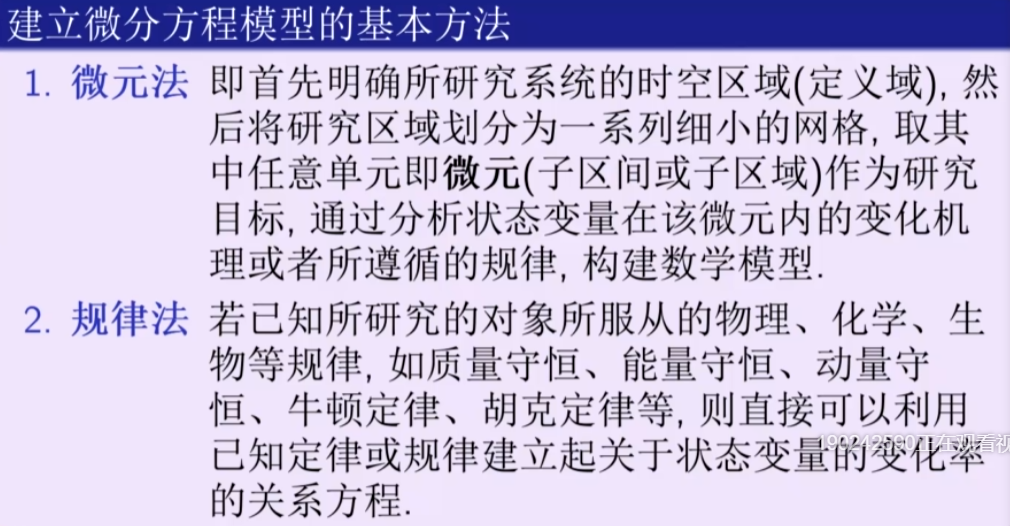 建立微分方程模型的基本方法
1. 微元法 即首先明确所研究系统的时空区域(定义域), 然
后将研究区域划分为一系列细小的网格, 取其
中任意单元即微元(子区间或子区域)作为研究
目标, 通过分析状态变量在该微元内的变化机
理或者所遵循的规律, 构建数学模型.
2. 规律法 若已知所研究的对象所服从的物理、化学、生
物等规律, 如质量守恒、能量守恒、动量守
恒、牛顿定律、胡克定律等, 则直接可以利用
190242590正在观看视
已知定律或规律建立起关于状态变量的变化率
的关系方程.